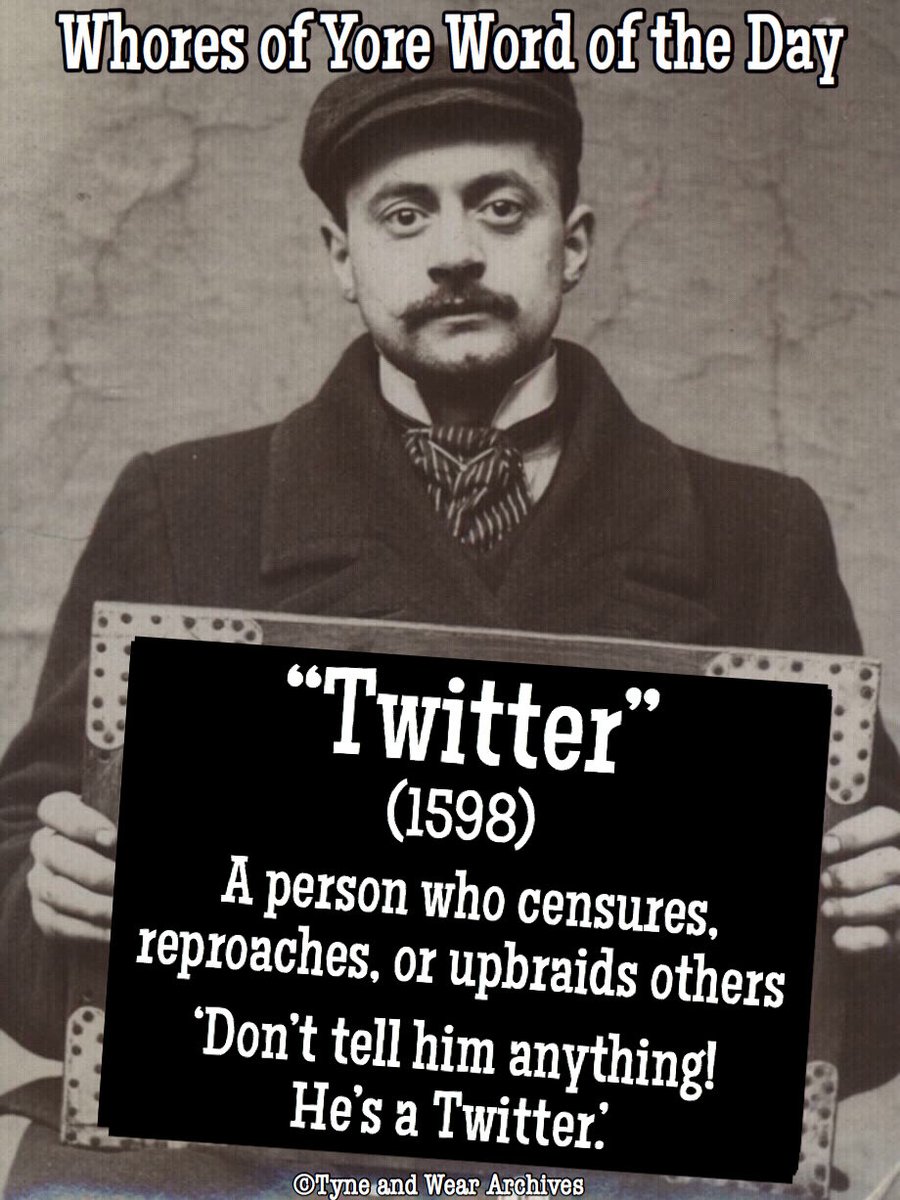 Whores of Yore Word of the Day
“Twitter”
(1598)
A person who censures,
reproaches, or upbraids others
‘Don’t tell him anything!
He’s a Twitter.’
©Tyne and Wear Archives